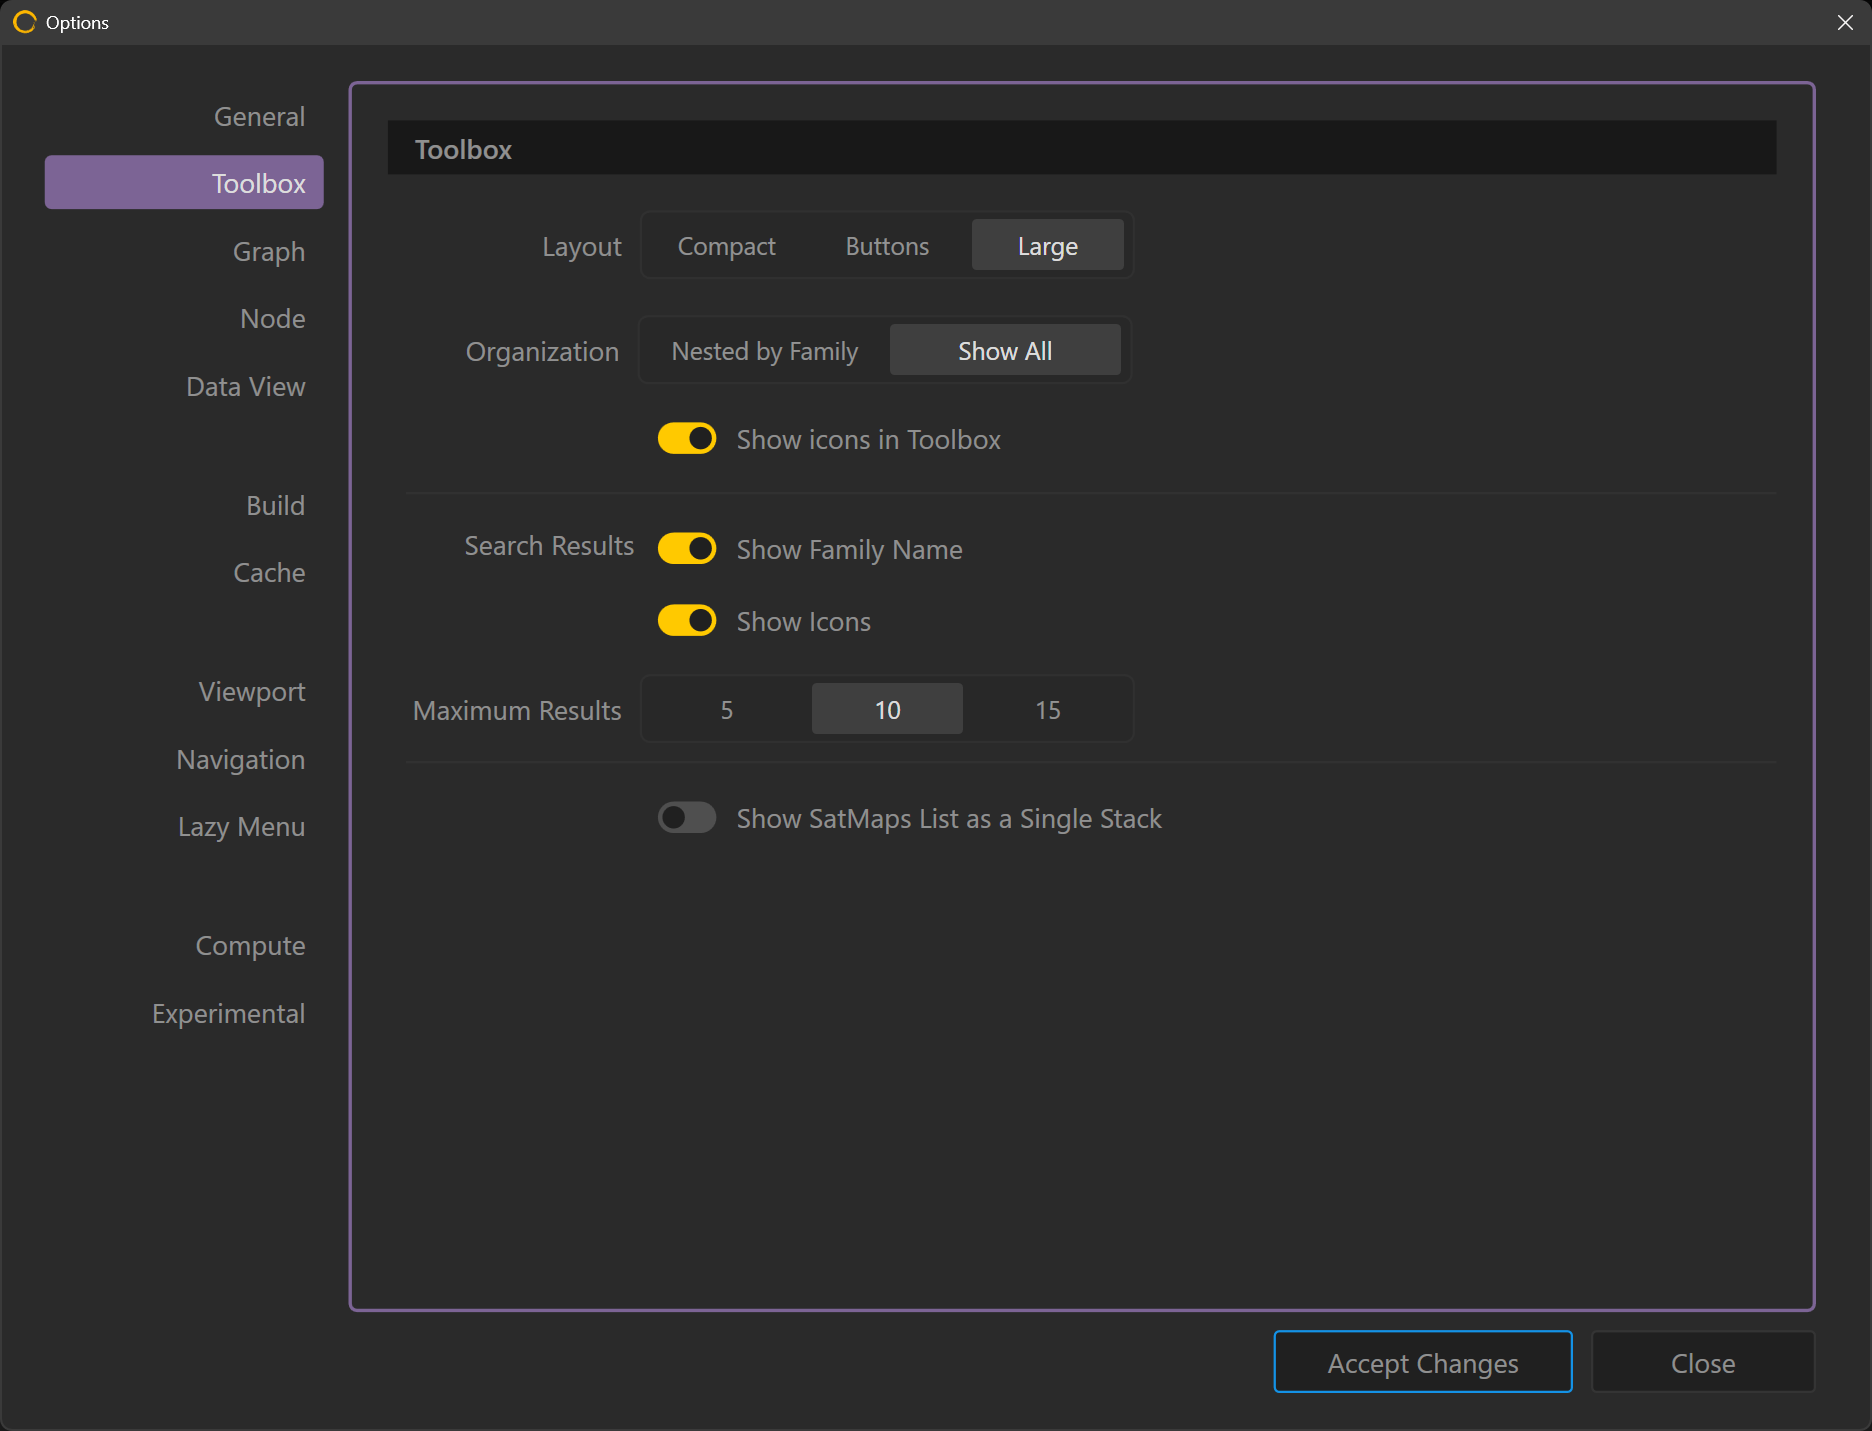 Options
General
Toolbox
Graph
Node
Data View
Build
Cache
Viewport
Navigation
Lazy Menu
Compute
Experimental
Toolbox
Layout Compact Buttons Large
Organization Nested by Family Show All
Show icons in Toolbox
Search Results Show Family Name
Show Icons
Maximum Results 5 10 15
Show SatMaps List as a Single Stack
Accept Changes Close